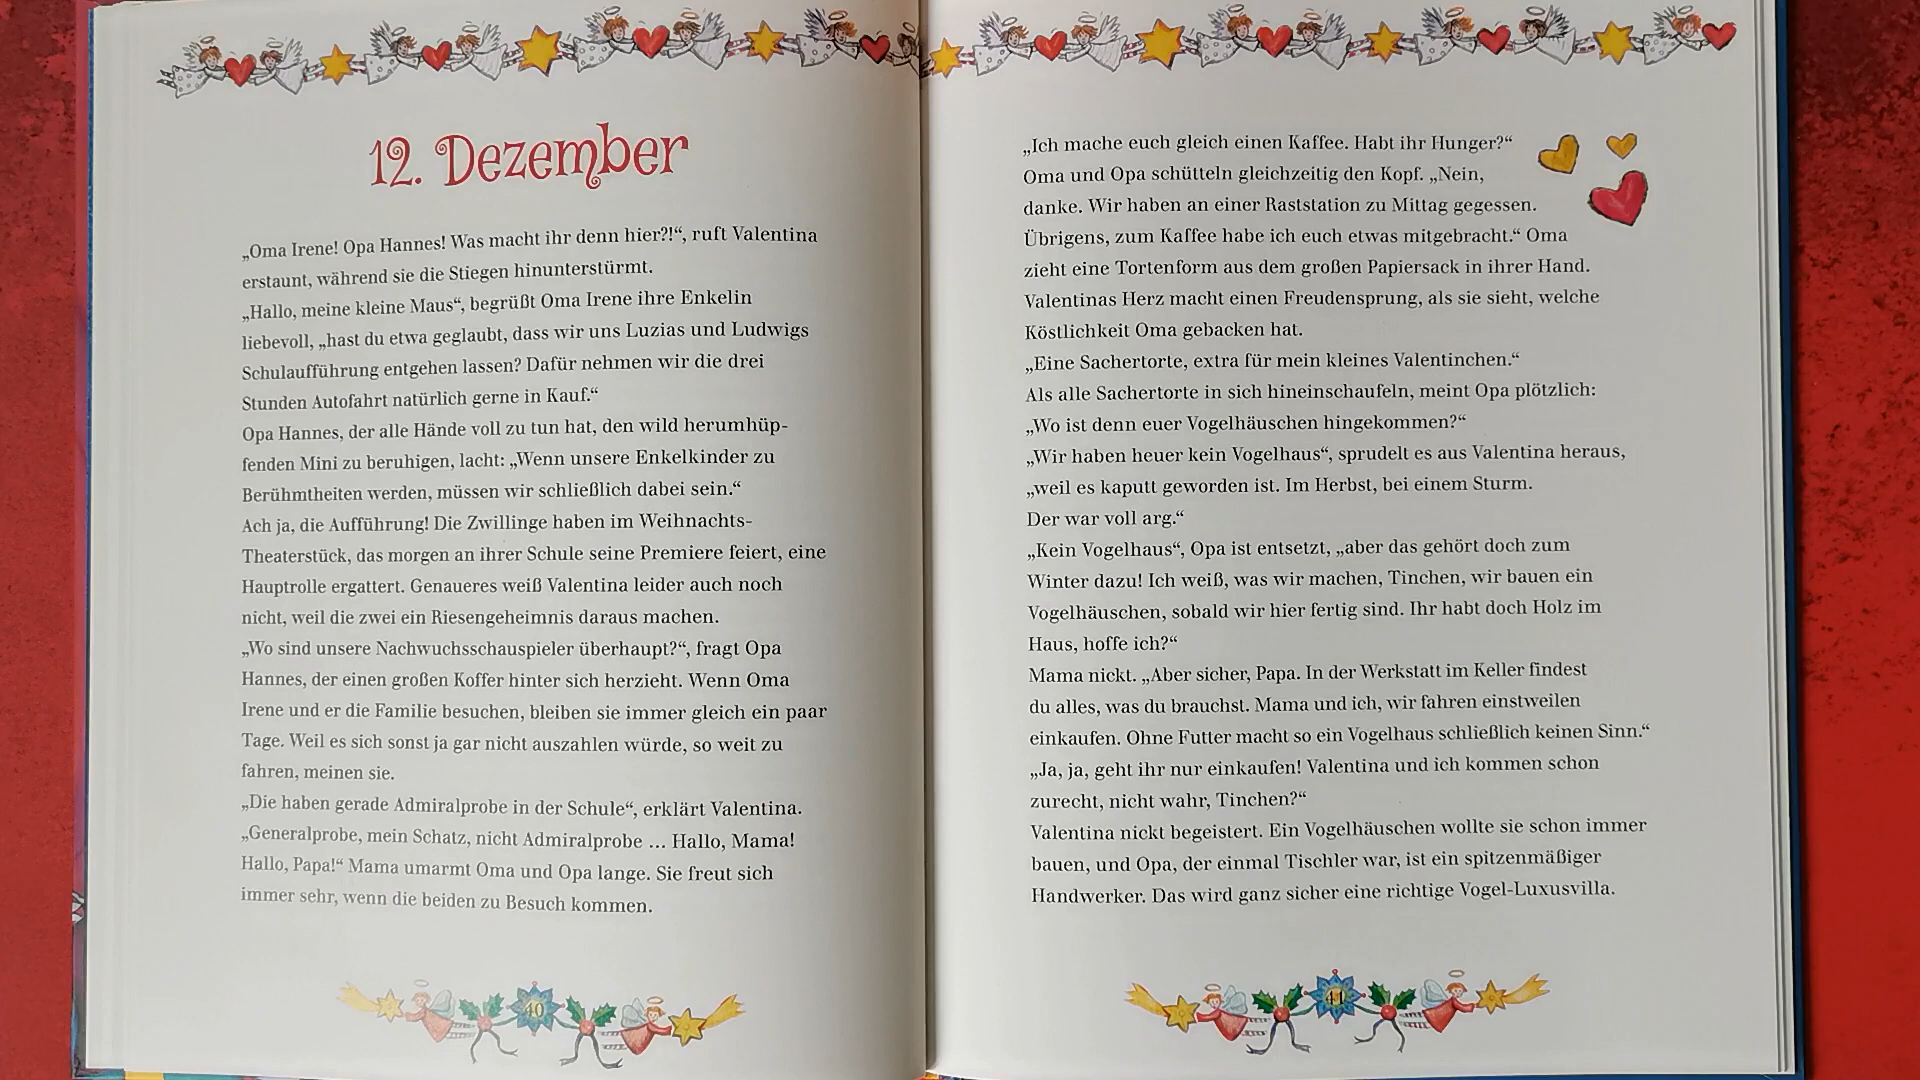 12. Dezember
„Oma Irene! Opa Hannes! Was macht ihr denn hier?!“, ruft Valentina
erstaunt, während sie die Stiegen hinunterstürmt.
„Hallo, meine kleine Maus“, begrüßt Oma Irene ihre Enkelin
liebevoll, „hast du etwa geglaubt, dass wir uns Luzias und Ludwigs
Schulaufführung entgehen lassen? Dafür nehmen wir die drei
Stunden Autofahrt natürlich gerne in Kauf.“
Opa Hannes, der alle Hände voll zu tun hat, den wild herumhüp-
fenden Mini zu beruhigen, lacht: „Wenn unsere Enkelkinder zu
Berühmtheiten werden, müssen wir schließlich dabei sein.“
Ach ja, die Aufführung! Die Zwillinge haben im Weihnachts-
Theaterstück, das morgen an ihrer Schule seine Premiere feiert, eine
Hauptrolle ergattert. Genaueres weiß Valentina leider auch noch
nicht, weil die zwei ein Riesengeheimnis daraus machen.
„Wo sind unsere Nachwuchsschauspieler überhaupt?“, fragt Opa
Hannes, der einen großen Koffer hinter sich herzieht. Wenn Oma
Irene und er die Familie besuchen, bleiben sie immer gleich ein paar
Tage. Weil es sich sonst ja gar nicht auszahlen würde, so weit zu
fahren, meinen sie.
„Die haben gerade Admiralprobe in der Schule“, erklärt Valentina.
„Generalprobe, mein Schatz, nicht Admiralprobe … Hallo, Mama!
Hallo, Papa!“ Mama umarmt Oma und Opa lange. Sie freut sich
immer sehr, wenn die beiden zu Besuch kommen.
40
„Ich mache euch gleich einen Kaffee. Habt ihr Hunger?“
Oma und Opa schütteln gleichzeitig den Kopf. „Nein,
danke. Wir haben an einer Raststation zu Mittag gegessen.
Übrigens, zum Kaffee habe ich euch etwas mitgebracht.“ Oma
zieht eine Tortenform aus dem großen Papiersack in ihrer Hand.
Valentinas Herz macht einen Freudensprung, als sie sieht, welche
Köstlichkeit Oma gebacken hat.
„Eine Sachertorte, extra für mein kleines Valentinchen.“
Als alle Sachertorte in sich hineinschaufeln, meint Opa plötzlich:
„Wo ist denn euer Vogelhäuschen hingekommen?“
„Wir haben heuer kein Vogelhaus“, sprudelt es aus Valentina heraus,
„weil es kaputt geworden ist. Im Herbst, bei einem Sturm.
Der war voll arg.“
„Kein Vogelhaus“, Opa ist entsetzt, „aber das gehört doch zum
Winter dazu! Ich weiß, was wir machen, Tinchen, wir bauen ein
Vogelhäuschen, sobald wir hier fertig sind. Ihr habt doch Holz im
Haus, hoffe ich?“
Mama nickt. „Aber sicher, Papa. In der Werkstatt im Keller findest
du alles, was du brauchst. Mama und ich, wir fahren einstweilen
einkaufen. Ohne Futter macht so ein Vogelhaus schließlich keinen Sinn.“
„Ja, ja, geht ihr nur einkaufen! Valentina und ich kommen schon
zurecht, nicht wahr, Tinchen?“
Valentina nickt begeistert. Ein Vogelhäuschen wollte sie schon immer
bauen, und Opa, der einmal Tischler war, ist ein spitzenmäßiger
Handwerker. Das wird ganz sicher eine richtige Vogel-Luxusvilla.
41